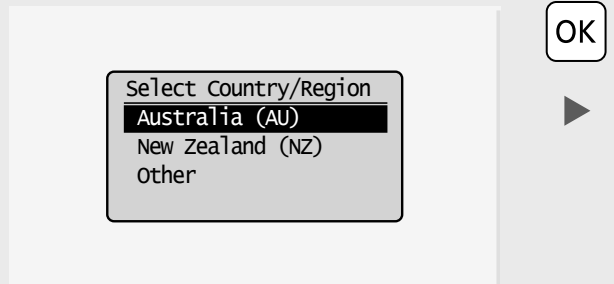 Select Country/Region
Australia (AU)
New Zealand (NZ)
Other
OK